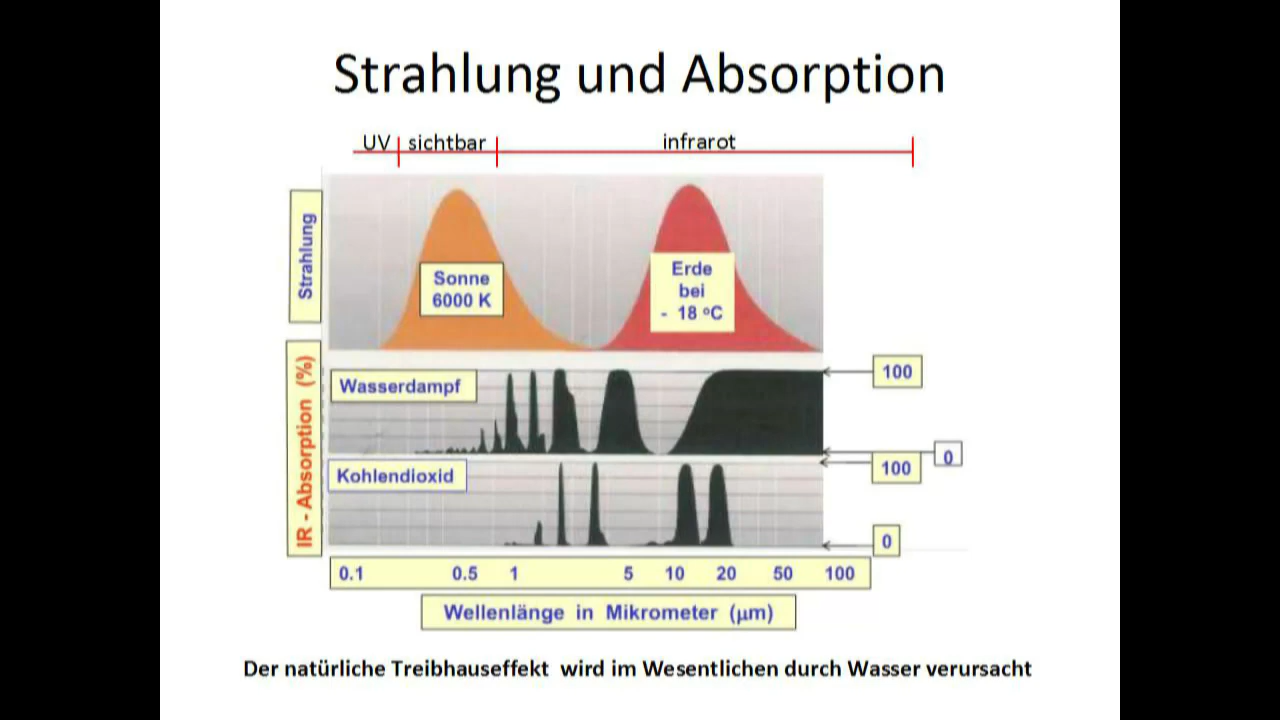 Strahlung und Absorption
UV sichtbar infrarot
Strahlung
Sonne
6000 K
Erde
bei
- 18 °C
IR - Absorption (%)
Wasserdampf
100
0
Kohlendioxid
100
0
0.1 0.5 1 5 10 20 50 100
Wellenlänge in Mikrometer (µm)
Der natürliche Treibhauseffekt wird im Wesentlichen durch Wasser verursacht